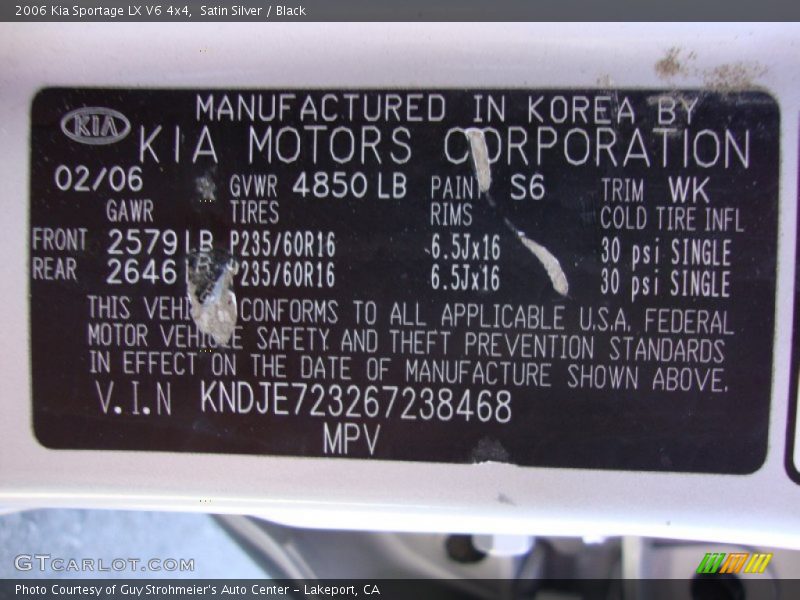 2006 Kia Sportage LX V6 4x4, Satin Silver / Black
MANUFACTURED IN KOREA BY
KIA KIA MOTORS CORPORATION
02/06 GVWR 4850 LB PAINT S6 TRIM WK
GAWR TIRES RIMS COLD TIRE INFL
FRONT 2579 LB P235/60R16 6.5Jx16 30 psi SINGLE
REAR 2646 P235/60R16 6.5Jx16 30 psi SINGLE
THIS VEHI CONFORMS TO ALL APPLICABLE U.S.A. FEDERAL
MOTOR VEHICLE SAFETY AND THEFT PREVENTION STANDARDS
IN EFFECT ON THE DATE OF MANUFACTURE SHOWN ABOVE.
V.I.N KNDJE723267238468
MPV
GTCARLOT.COM
Photo Courtesy of Guy Strohmeier's Auto Center - Lakeport, CA